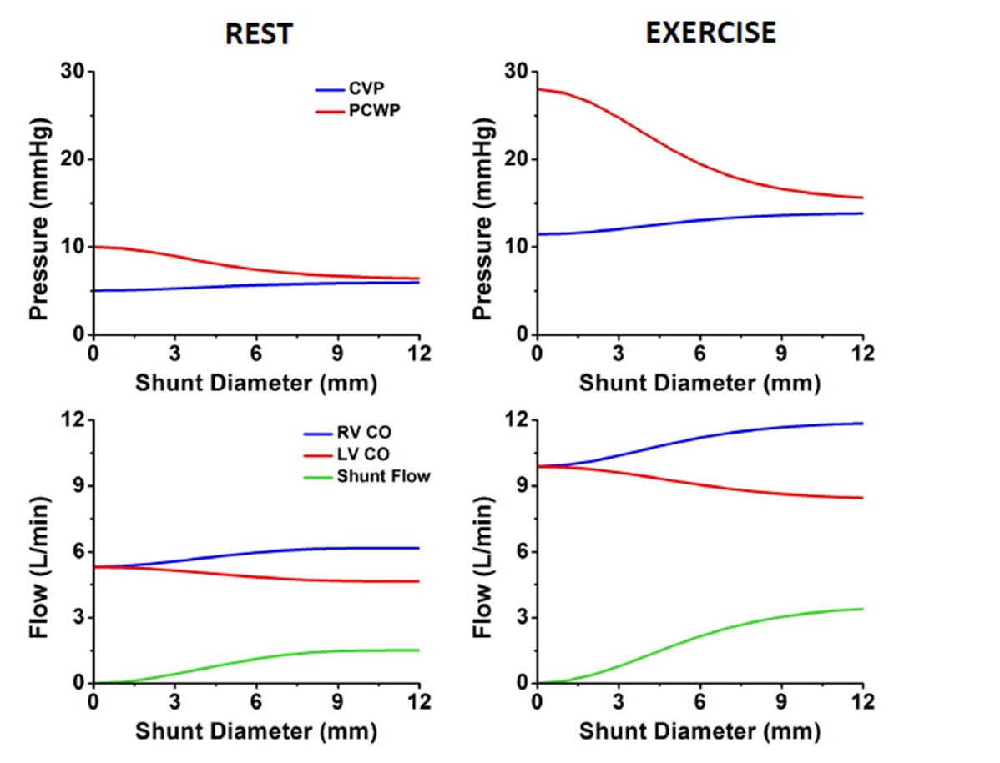 REST
EXERCISE
30
20
10
0
Pressure (mmHg)
CVP
PCWP
0 3 6 9 12
Shunt Diameter (mm)
30
20
10
0
Pressure (mmHg)
0 3 6 9 12
Shunt Diameter (mm)
12
9
6
3
0
Flow (L/min)
RV CO
LV CO
Shunt Flow
0 3 6 9 12
Shunt Diameter (mm)
12
9
6
3
0
Flow (L/min)
0 3 6 9 12
Shunt Diameter (mm)